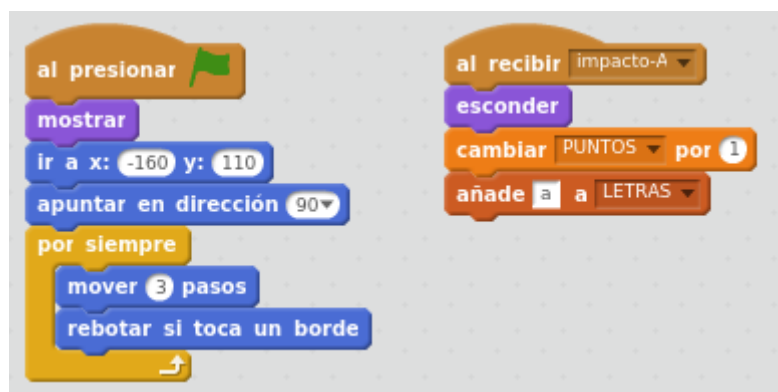 al presionar
mostrar
ir a x: -160 y: 110
apuntar en dirección 90
por siempre
mover 3 pasos
rebotar si toca un borde
al recibir impacto-A
esconder
cambiar PUNTOS por 1
añade a a LETRAS